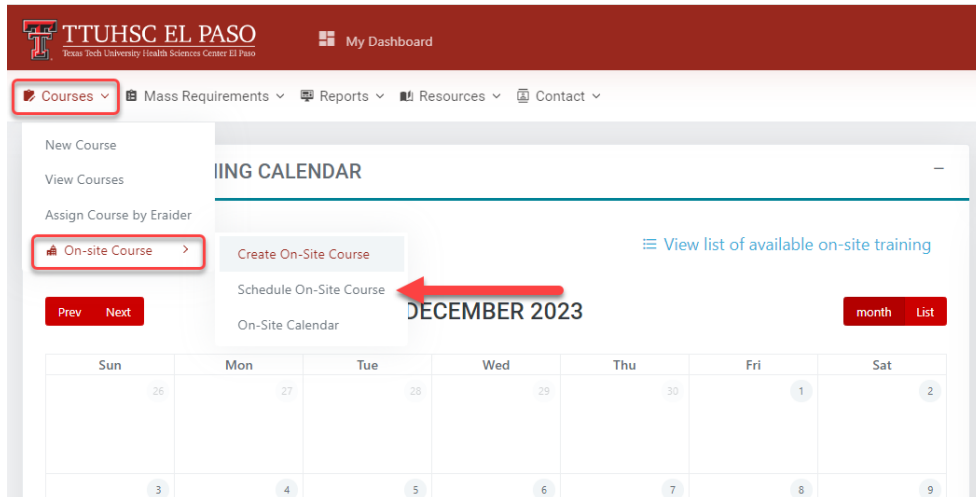 TTUHSC EL PASO
Texas Tech University Health Sciences Center El Paso
My Dashboard
Courses Mass Requirements Reports Resources Contact
New Course
View Courses
Assign Course by Eraider
On-site Course
Create On-Site Course
Schedule On-Site Course
On-Site Calendar
ING CALENDAR
View list of available on-site training
Prev Next
DECEMBER 2023
month List
Sun Mon Tue Wed Thu Fri Sat
26 27 28 29 30 1 2
3 4 5 6 7 8 9